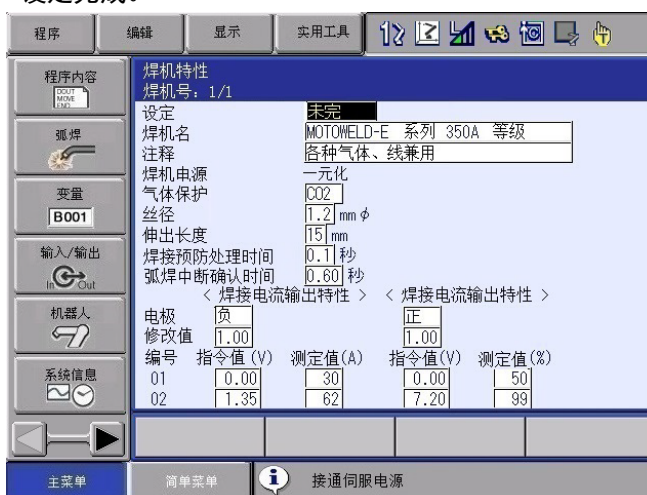 程序 编辑 显示 实用工具
程序内容
DOUT
MOVE
END
弧焊
变量
B001
输入/输出
In Out
机器人
系统信息
焊机特性
焊机号: 1/1
设定 未完
焊机名 MOTOWELD-E 系列 350A 等级
注释 各种气体、线兼用
焊机电源 一元化
气体保护 CO2
丝径 1.2 mmφ
伸出长度 15 mm
焊接预防处理时间 0.1 秒
弧焊中断确认时间 0.60 秒
< 焊接电流输出特性 > < 焊接电流输出特性 >
电极 负 正
修改值 1.00 1.00
编号 指令值(V) 测定值(A) 指令值(V) 测定值(%)
01 0.00 30 0.00 50
02 1.35 62 7.20 99
主菜单 简单菜单 接通伺服电源